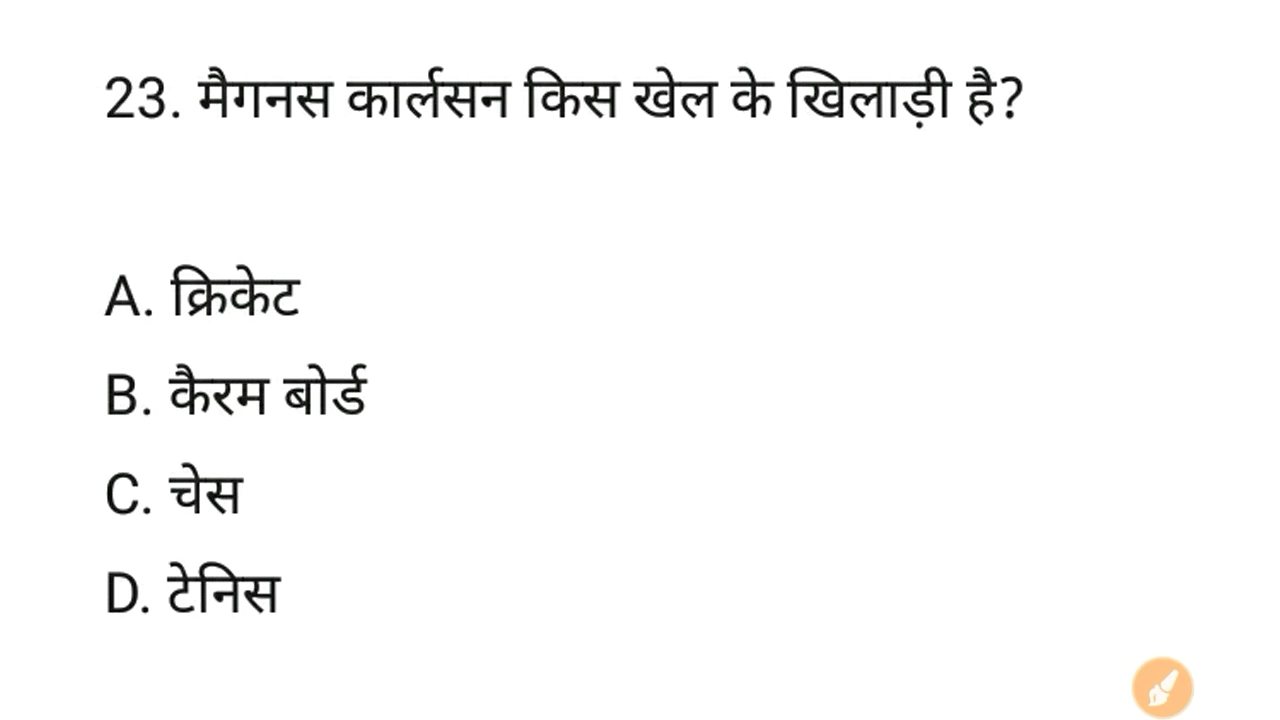 23. मैगनस कार्लसन किस खेल के खिलाड़ी है?
A. क्रिकेट
B. कैरम बोर्ड
C. चेस
D. टेनिस